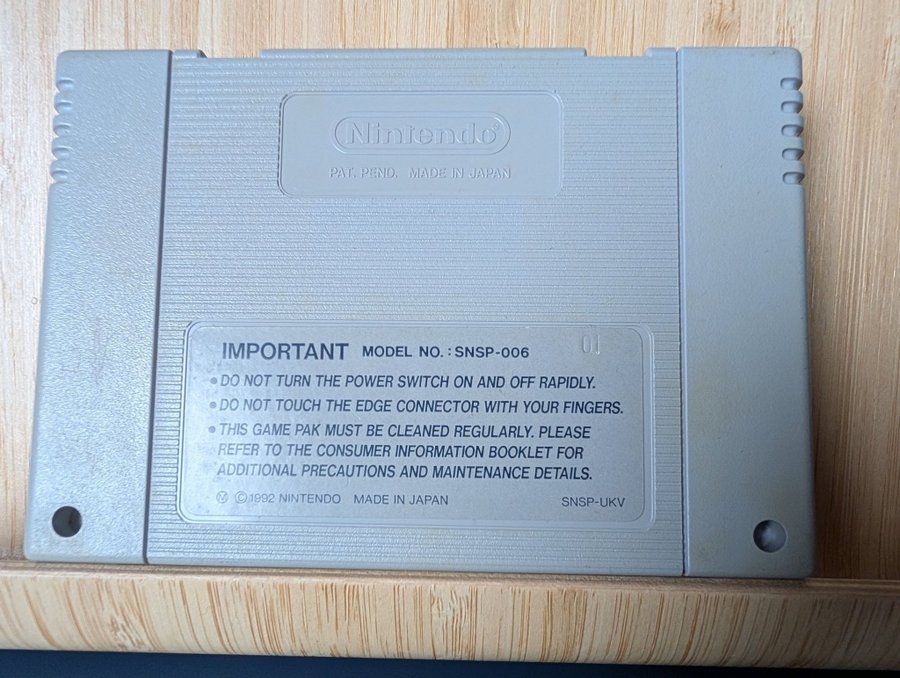 Nintendo®
PAT. PEND. MADE IN JAPAN
IMPORTANT MODEL NO. : SNSP-006 01
● DO NOT TURN THE POWER SWITCH ON AND OFF RAPIDLY.
● DO NOT TOUCH THE EDGE CONNECTOR WITH YOUR FINGERS.
● THIS GAME PAK MUST BE CLEANED REGULARLY. PLEASE
REFER TO THE CONSUMER INFORMATION BOOKLET FOR
ADDITIONAL PRECAUTIONS AND MAINTENANCE DETAILS.
Ⓜ ©1992 NINTENDO MADE IN JAPAN SNSP-UKV